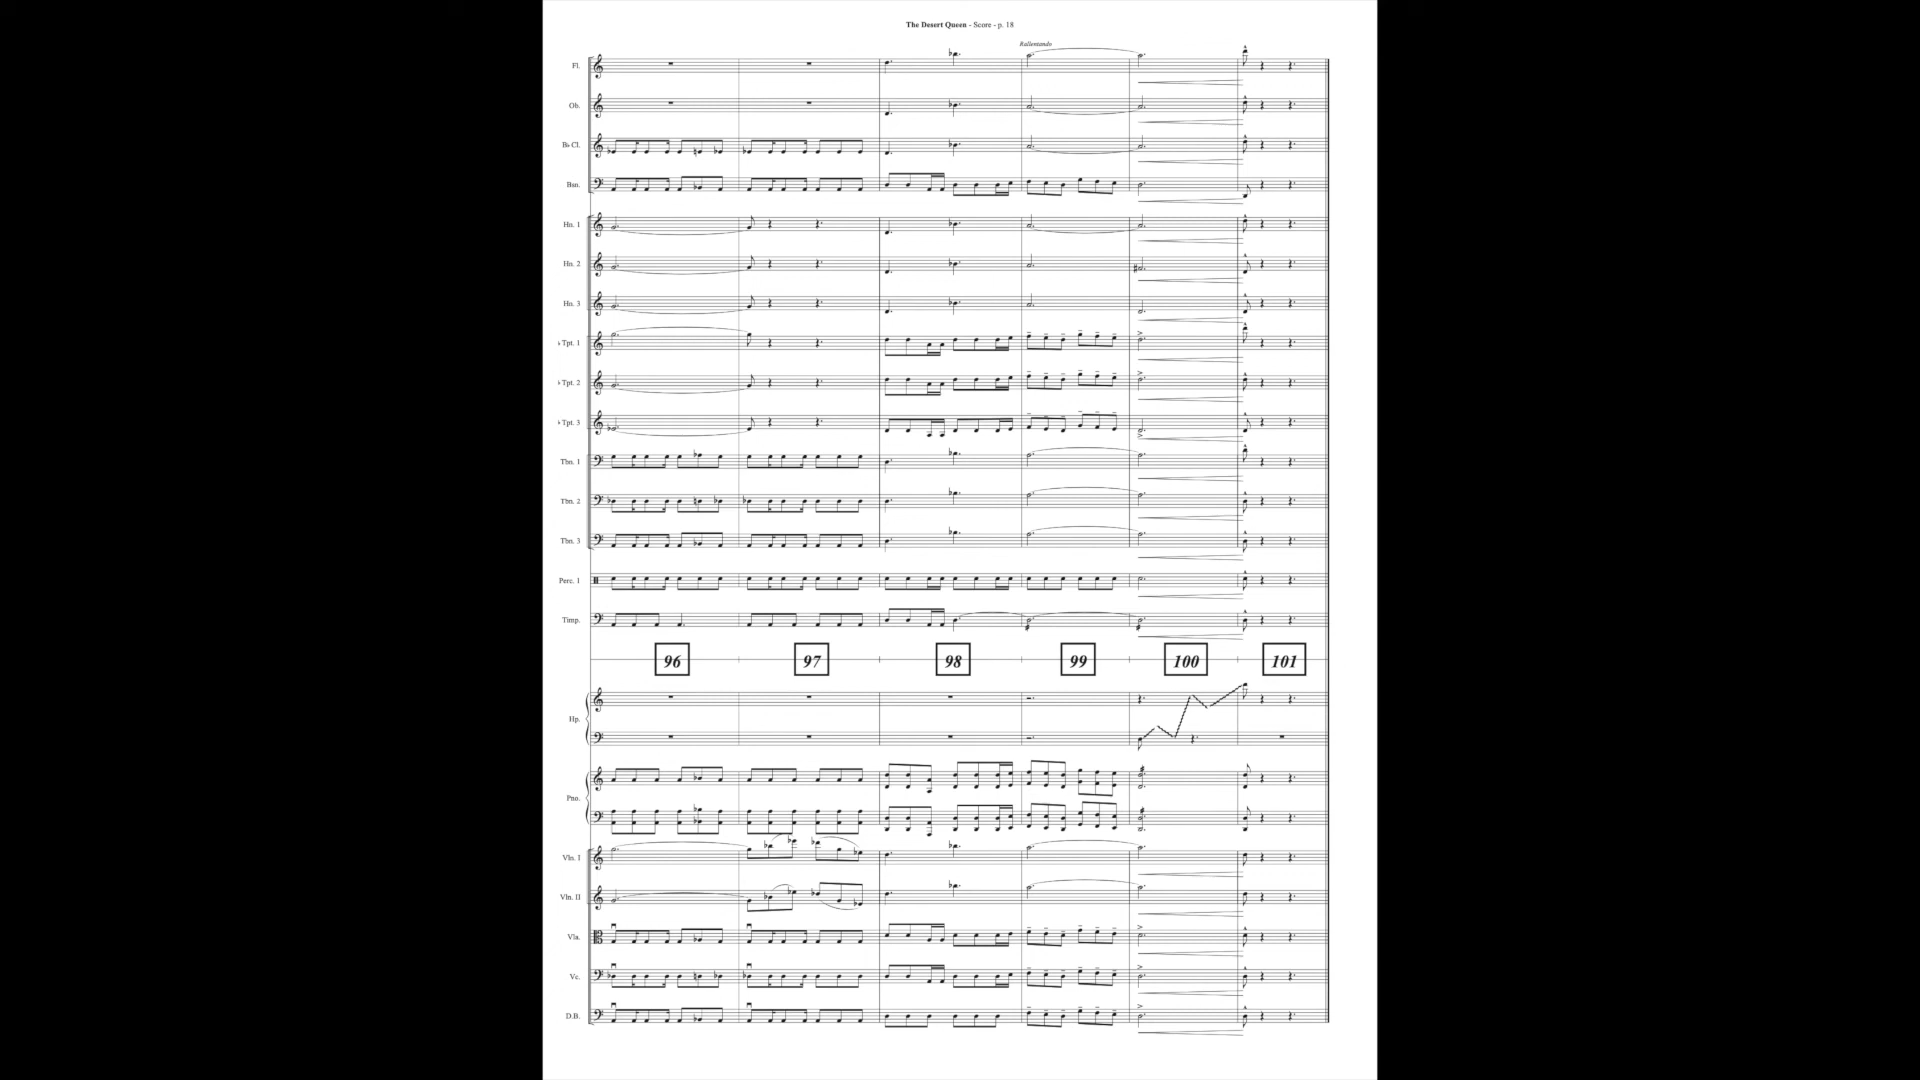 The Desert Queen - Score - p. 18
Rallentando
Fl.
Ob.
B♭ Cl.
Bsn.
Hn. 1
Hn. 2
Hn. 3
Tpt. 1
Tpt. 2
Tpt. 3
Tbn. 1
Tbn. 2
Tbn. 3
Perc. 1
Timp.
96 97 98 99 100 101
Hp.
Pno.
Vln. I
Vln. II
Vla.
Vc.
D.B.